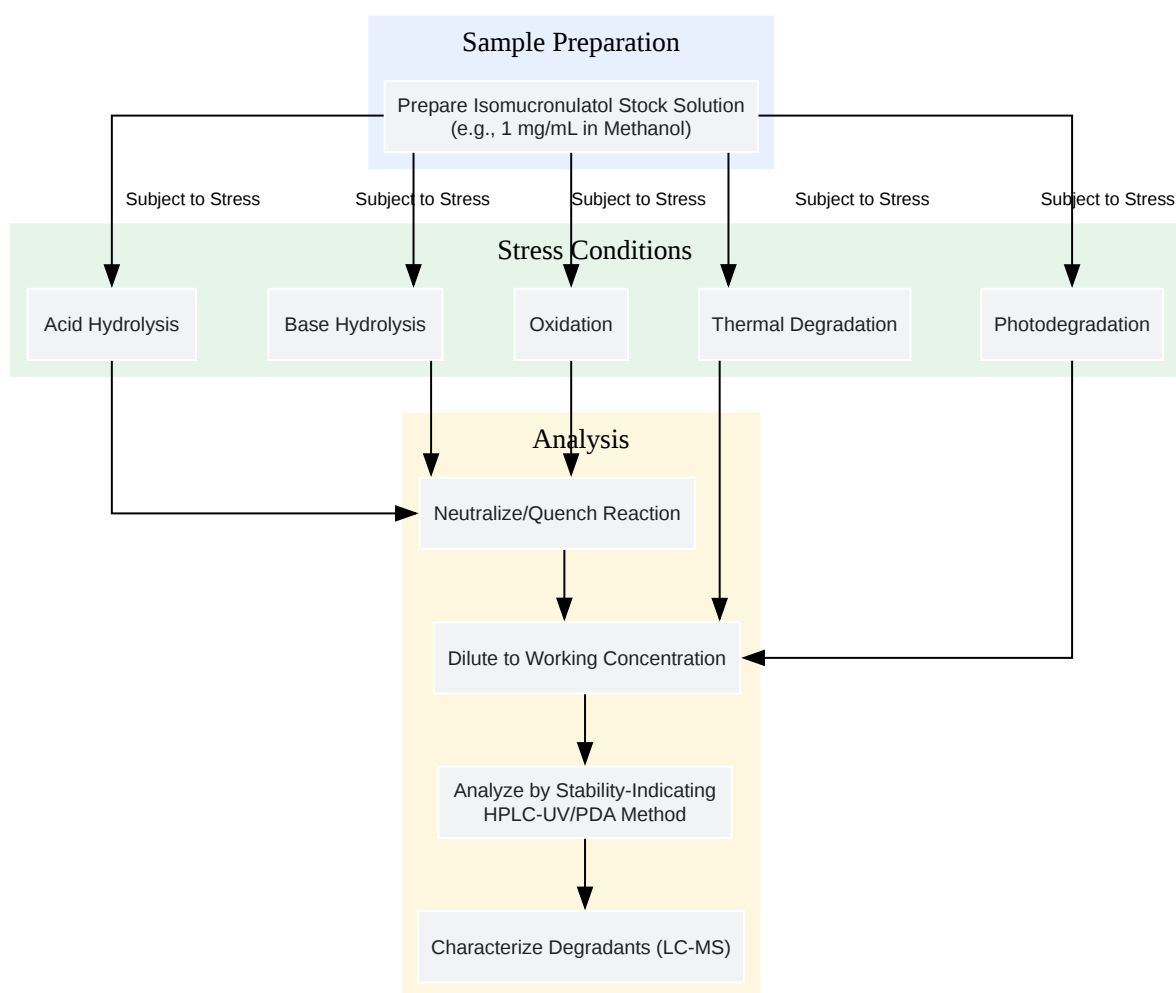 Sample Preparation
Prepare Isomucronulatol Stock Solution
(e.g., 1 mg/mL in Methanol)
Subject to Stress
Subject to Stress
Subject to Stress
Subject to Stress
Subject to Stress
Stress Conditions
Acid Hydrolysis
Base Hydrolysis
Oxidation
Thermal Degradation
Photodegradation
Analysis
Neutralize/Quench Reaction
Dilute to Working Concentration
Analyze by Stability-Indicating
HPLC-UV/PDA Method
Characterize Degradants (LC-MS)